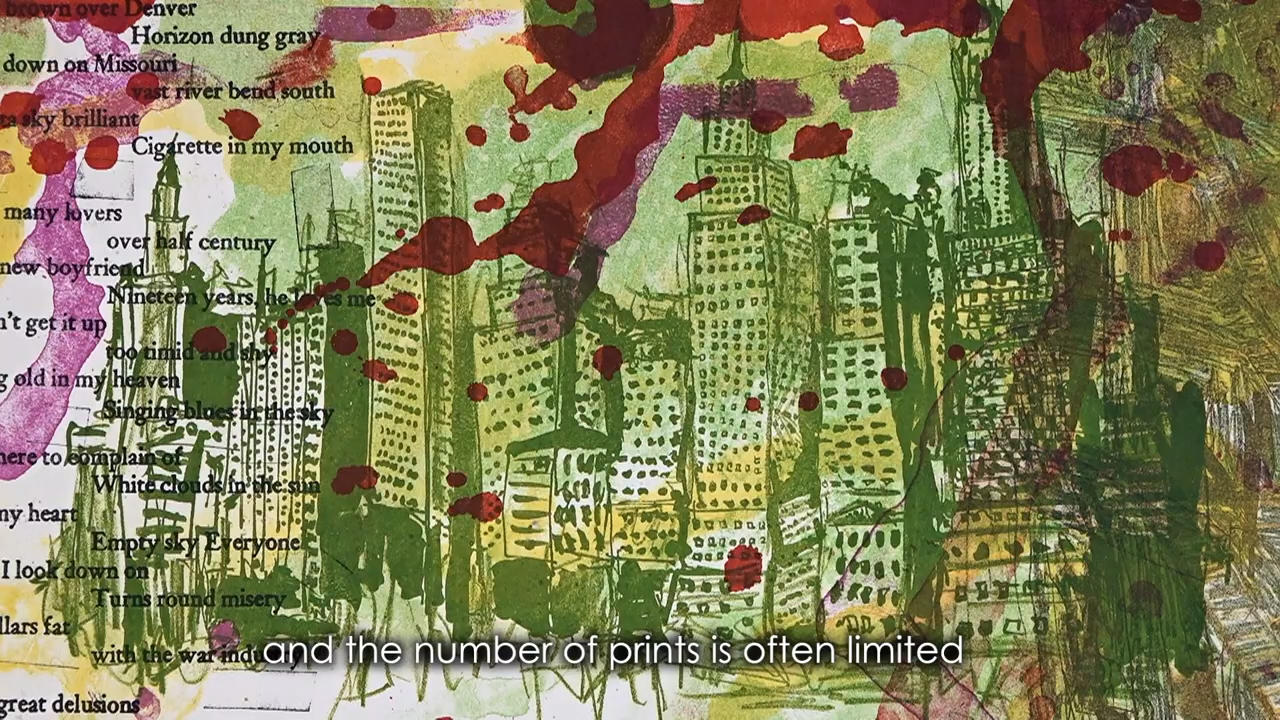 brown over Denver
Horizon dung gray
down on Missouri
vast river bend south
sky brilliant
Cigarette in my mouth
many lovers
over half century
new boyfriend
Nineteen years, he loves me
n't get it up
too timid and shy
g old in my heaven
Singing blues in the sky
here to complain of
White clouds in the sun
my heart
Empty sky Everyone
I look down on
Turns round misery
llars fat
with the war
great delusions
and the number of prints is often limited